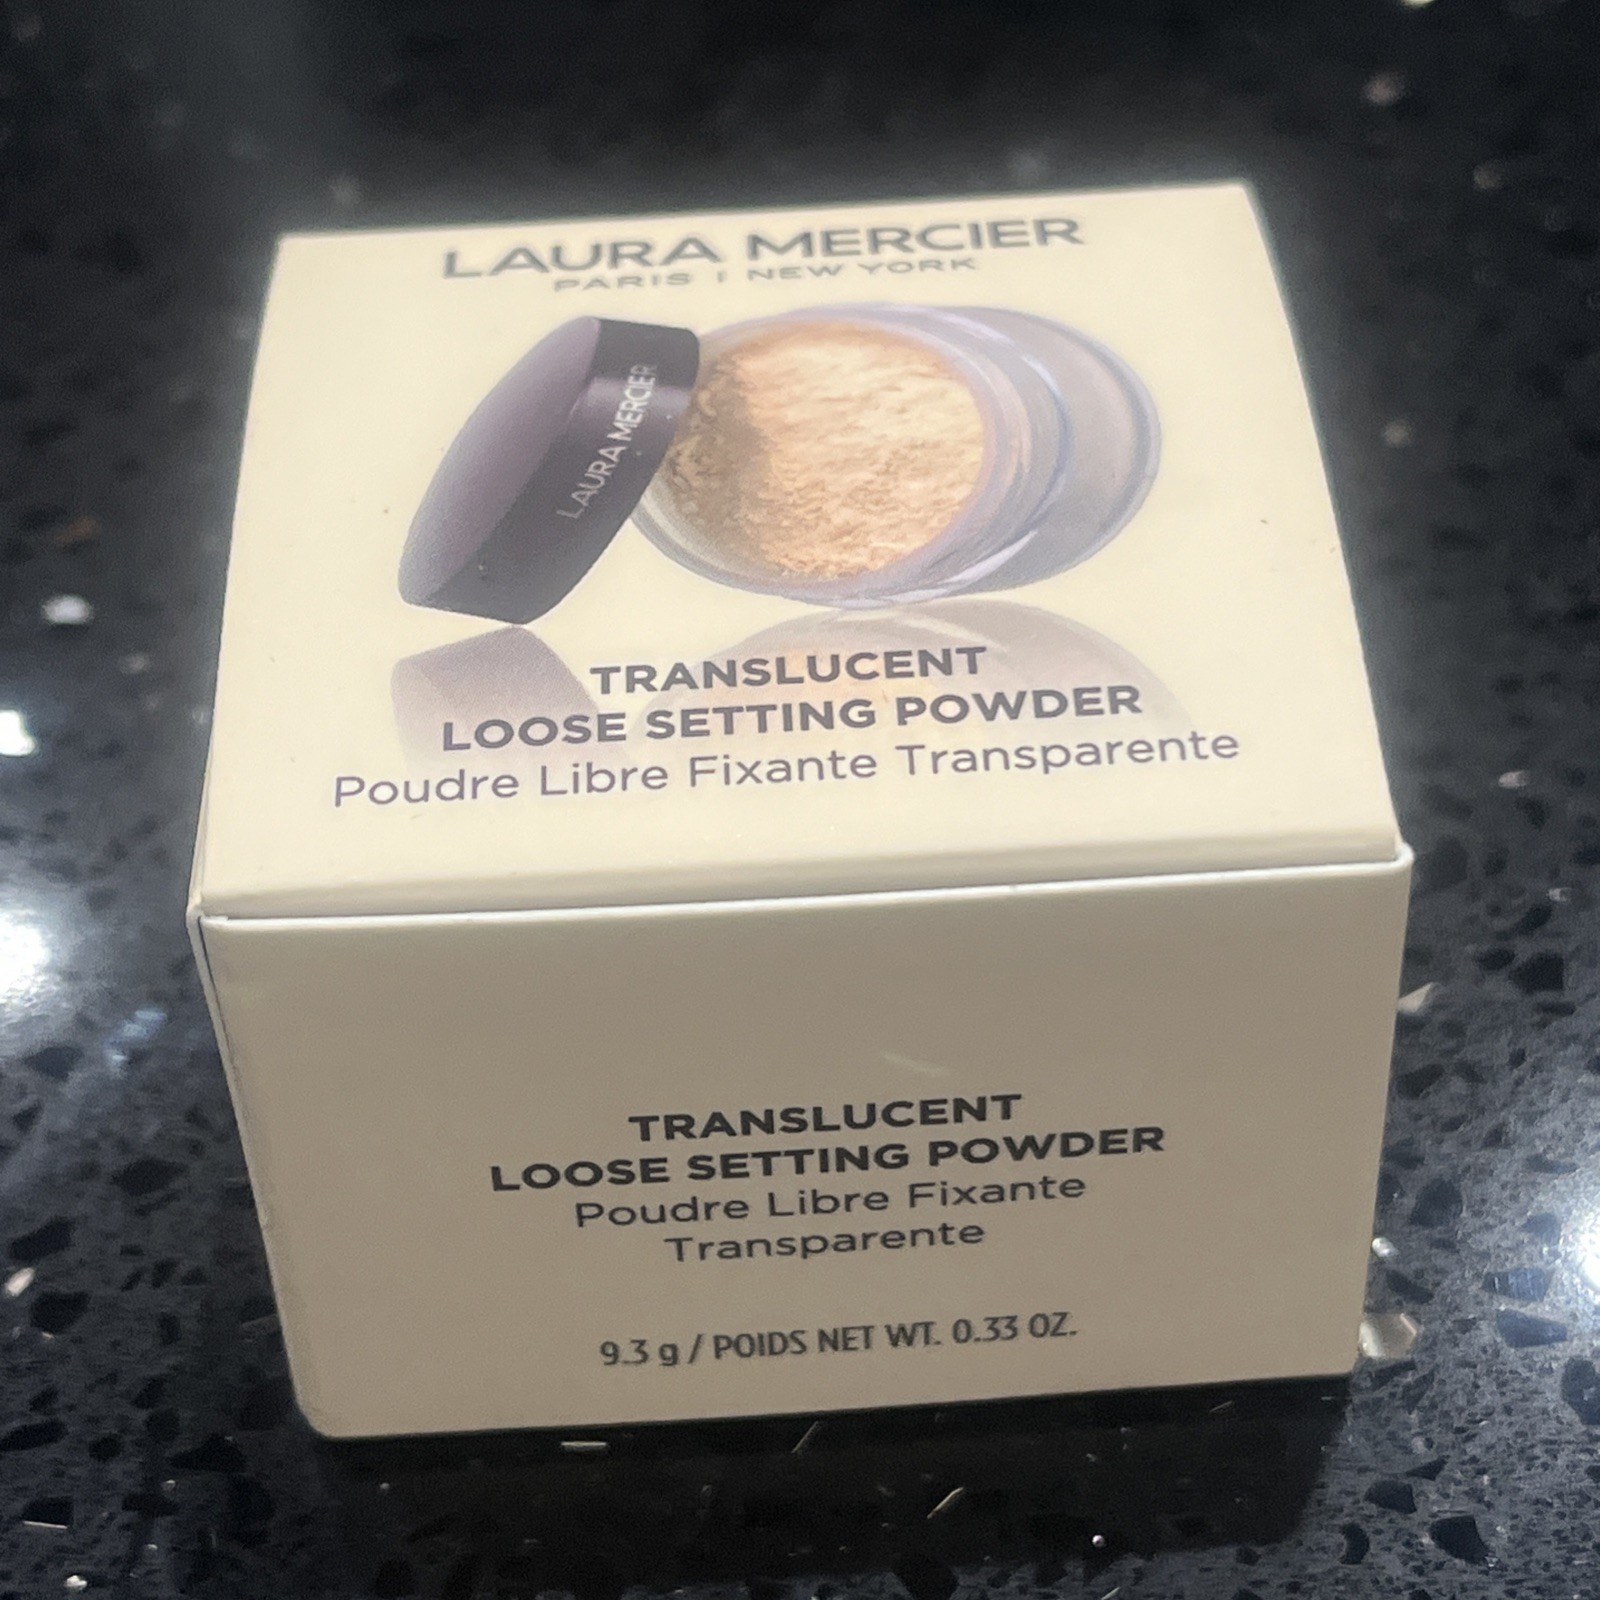 LAURA MERCIER
PARIS | NEW YORK
LAURA MERCIER
TRANSLUCENT
LOOSE SETTING POWDER
Poudre Libre Fixante Transparente
TRANSLUCENT
LOOSE SETTING POWDER
Poudre Libre Fixante
Transparente
9.3 g / POIDS NET WT. 0.33 OZ.